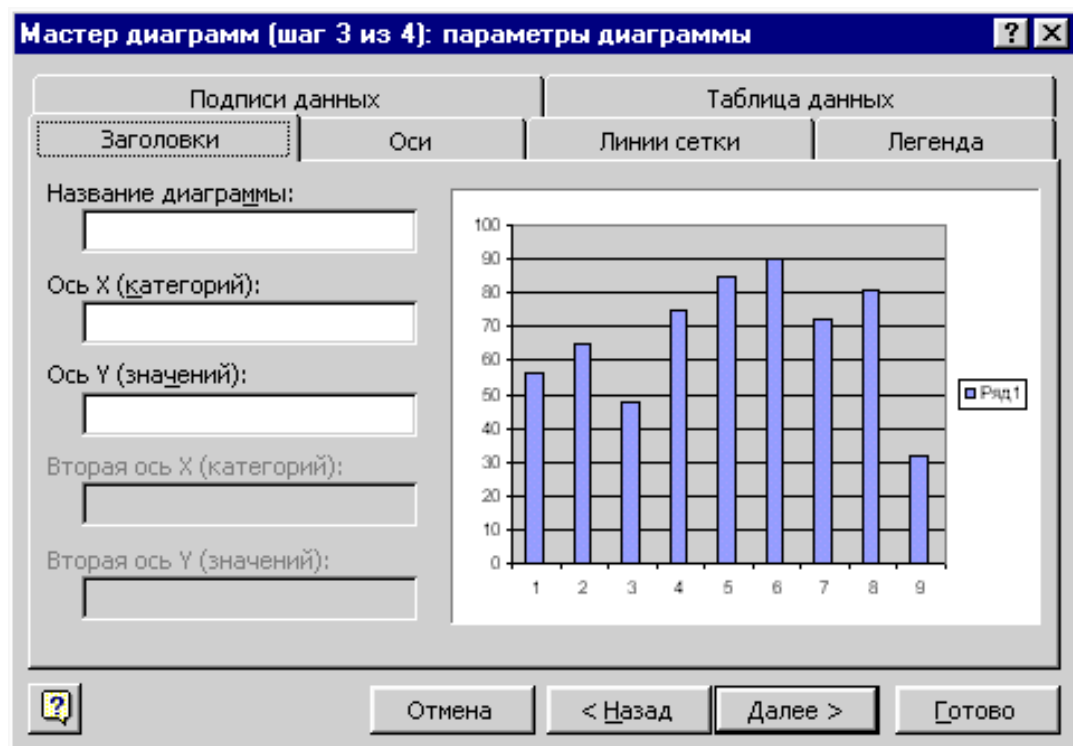 Мастер диаграмм (шаг 3 из 4): параметры диаграммы
Подписи данных
Таблица данных
Заголовки
Оси
Линии сетки
Легенда
Название диаграммы:
Ось X (категорий):
Ось Y (значений):
Вторая ось X (категорий):
Вторая ось Y (значений):
100
90
80
70
60
50
40
30
20
10
0
1 2 3 4 5 6 7 8 9
Ряд1
Отмена
< Назад
Далее >
Готово